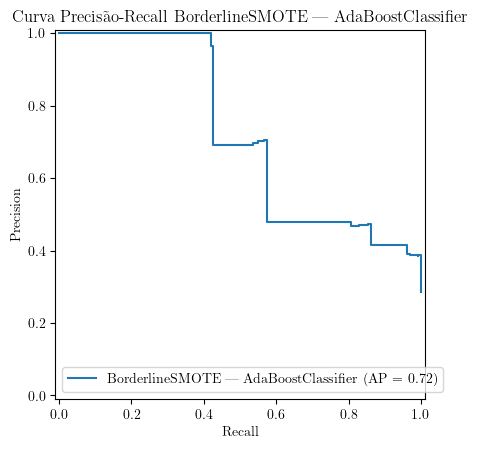 Curva Precisão-Recall BorderlineSMOTE — AdaBoostClassifier
1.0
0.8
0.6
0.4
0.2
0.0
Precision
BorderlineSMOTE — AdaBoostClassifier (AP = 0.72)
0.0 0.2 0.4 0.6 0.8 1.0
Recall